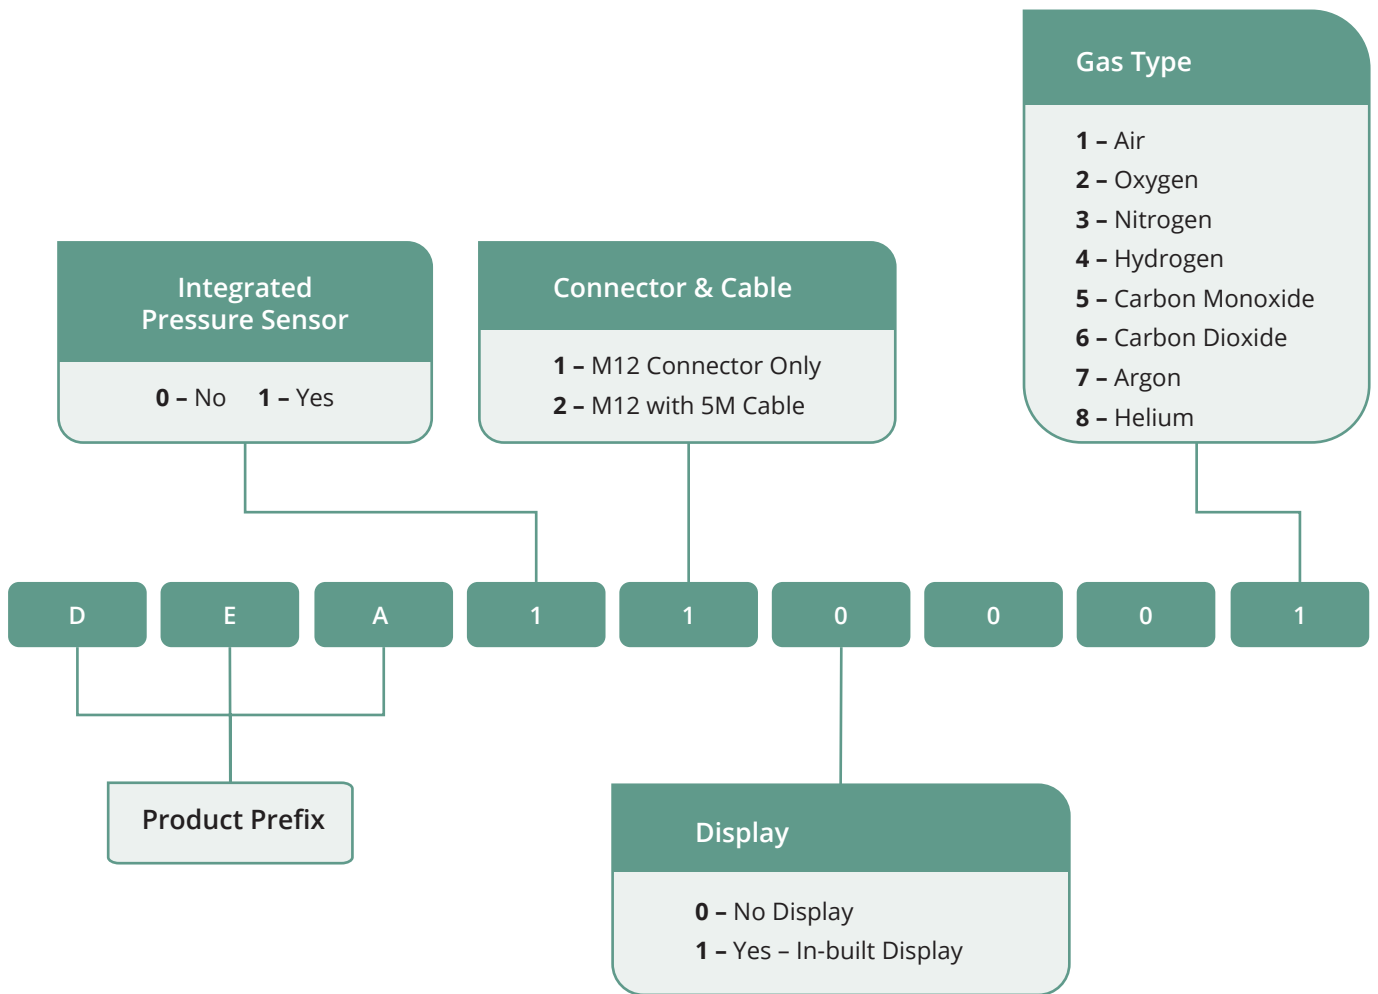 Gas Type
1 – Air
2 – Oxygen
3 – Nitrogen
4 – Hydrogen
5 – Carbon Monoxide
6 – Carbon Dioxide
7 – Argon
8 – Helium
Integrated
Pressure Sensor
0 – No 1 – Yes
Connector & Cable
1 – M12 Connector Only
2 – M12 with 5M Cable
D E A 1 1 0 0 0 1
Product Prefix
Display
0 – No Display
1 – Yes – In-built Display